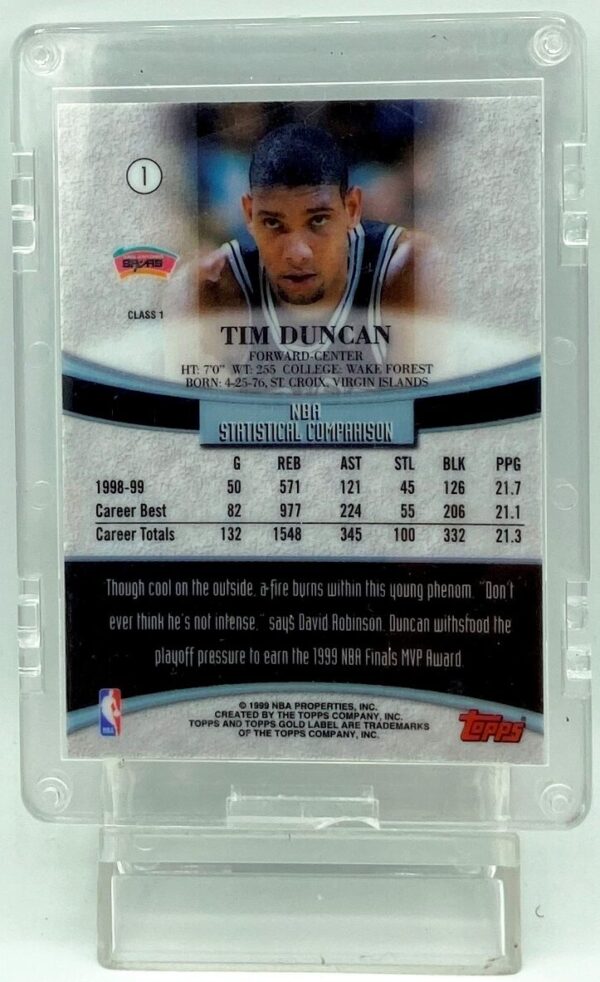 1
SPURS
CLASS 1
TIM DUNCAN
FORWARD-CENTER
HT: 7'0" WT: 255 COLLEGE: WAKE FOREST
BORN: 4-25-76, ST. CROIX, VIRGIN ISLANDS
NBA
STATISTICAL COMPARISON
G REB AST STL BLK PPG
1998-99 50 571 121 45 126 21.7
Career Best 82 977 224 55 206 21.1
Career Totals 132 1548 345 100 332 21.3
Though cool on the outside, a fire burns within this young phenom. "Don't
ever think he's not intense," says David Robinson. Duncan withstood the
playoff pressure to earn the 1999 NBA Finals MVP Award.
NBA
© 1999 NBA PROPERTIES, INC.
CREATED BY THE TOPPS COMPANY, INC.
TOPPS AND TOPPS GOLD LABEL ARE TRADEMARKS
OF THE TOPPS COMPANY, INC.
topps